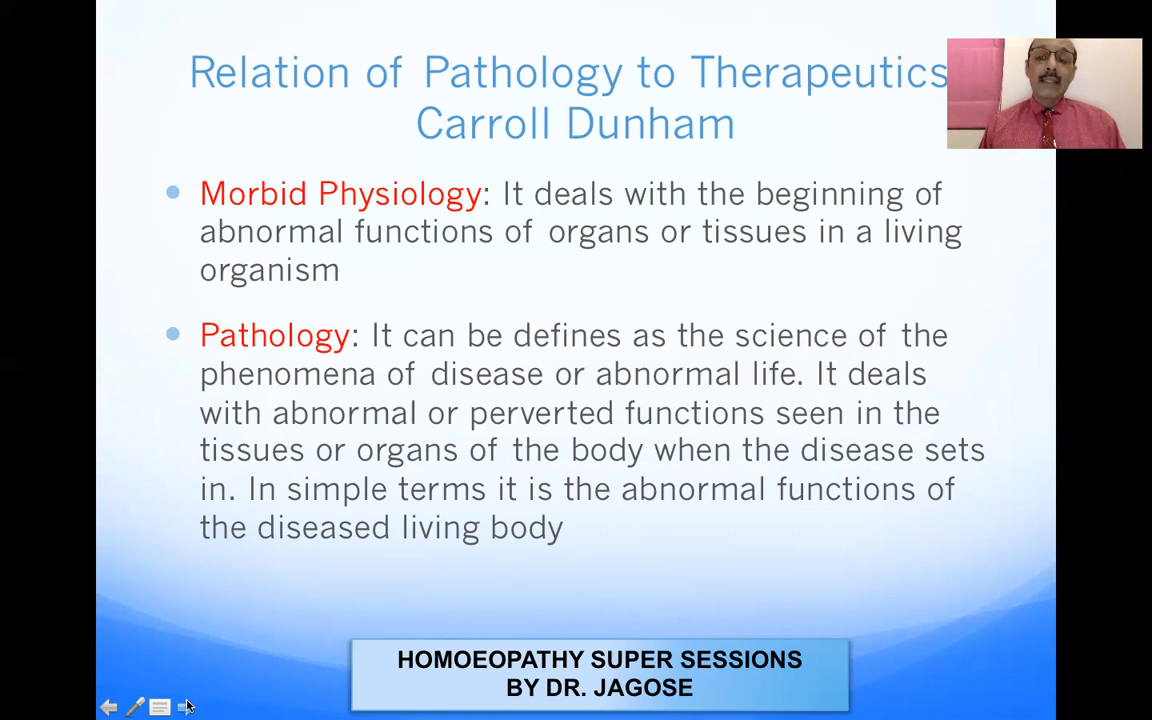 Relation of Pathology to Therapeutics
Carroll Dunham
Morbid Physiology: It deals with the beginning of
abnormal functions of organs or tissues in a living
organism
Pathology: It can be defines as the science of the
phenomena of disease or abnormal life. It deals
with abnormal or perverted functions seen in the
tissues or organs of the body when the disease sets
in. In simple terms it is the abnormal functions of
the diseased living body
HOMOEOPATHY SUPER SESSIONS
BY DR. JAGOSE